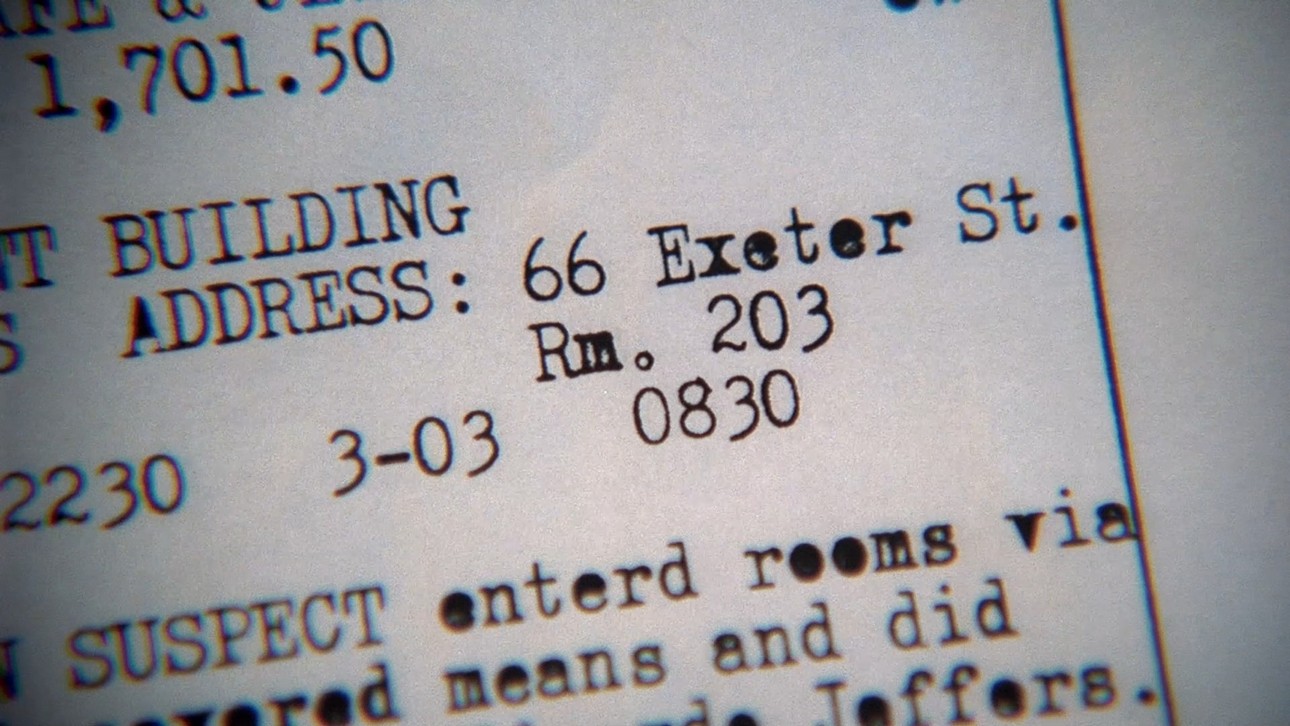 1,701.50
BUILDING
ADDRESS: 66 Exeter St.
Rm. 203
2230 3-03 0830
SUSPECT enterd rooms via
means and did
Jeffers.